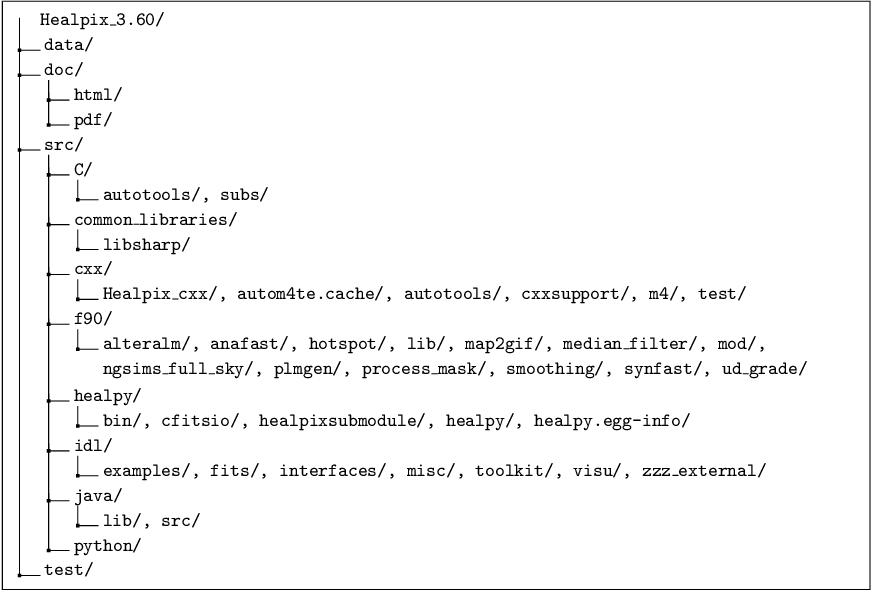 Healpix_3.60/
data/
doc/
html/
pdf/
src/
C/
autotools/, subs/
common_libraries/
libsharp/
cxx/
Healpix_cxx/, autom4te.cache/, autotools/, cxxsupport/, m4/, test/
f90/
alteralm/, anafast/, hotspot/, lib/, map2gif/, median_filter/, mod/,
ngsims_full_sky/, plmgen/, process_mask/, smoothing/, synfast/, ud_grade/
healpy/
bin/, cfitsio/, healpixsubmodule/, healpy/, healpy.egg-info/
idl/
examples/, fits/, interfaces/, misc/, toolkit/, visu/, zzz_external/
java/
lib/, src/
python/
test/